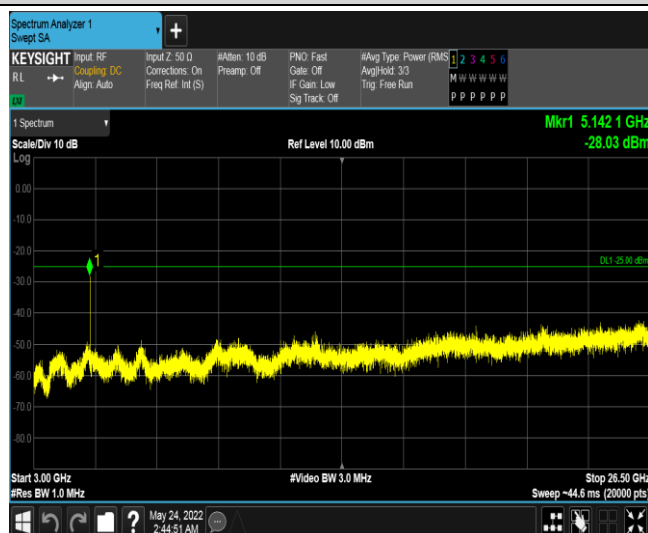 Spectrum Analyzer 1
Swept SA
+
KEYSIGHT
RL
LXI
Input: RF
Coupling: DC
Align: Auto
Input Z: 50 Ω
Corrections: On
Freq Ref: Int (S)
#Atten: 10 dB
Preamp: Off
PNO: Fast
Gate: Off
IF Gain: Low
Sig Track: Off
#Avg Type: Power (RMS
Avg|Hold: 3/3
Trig: Free Run
1 2 3 4 5 6
M W W W W W
P P P P P P
1 Spectrum
Mkr1 5.142 1 GHz
Scale/Div 10 dB
Ref Level 10.00 dBm
-28.03 dBm
Log
0.00
-10.0
-20.0
1
DL1 -25.00 dBm
-30.0
-40.0
-50.0
-60.0
-70.0
-80.0
Start 3.00 GHz
#Video BW 3.0 MHz
Stop 26.50 GHz
#Res BW 1.0 MHz
Sweep ~44.6 ms (20000 pts)
?
May 24, 2022
2:44:51 AM